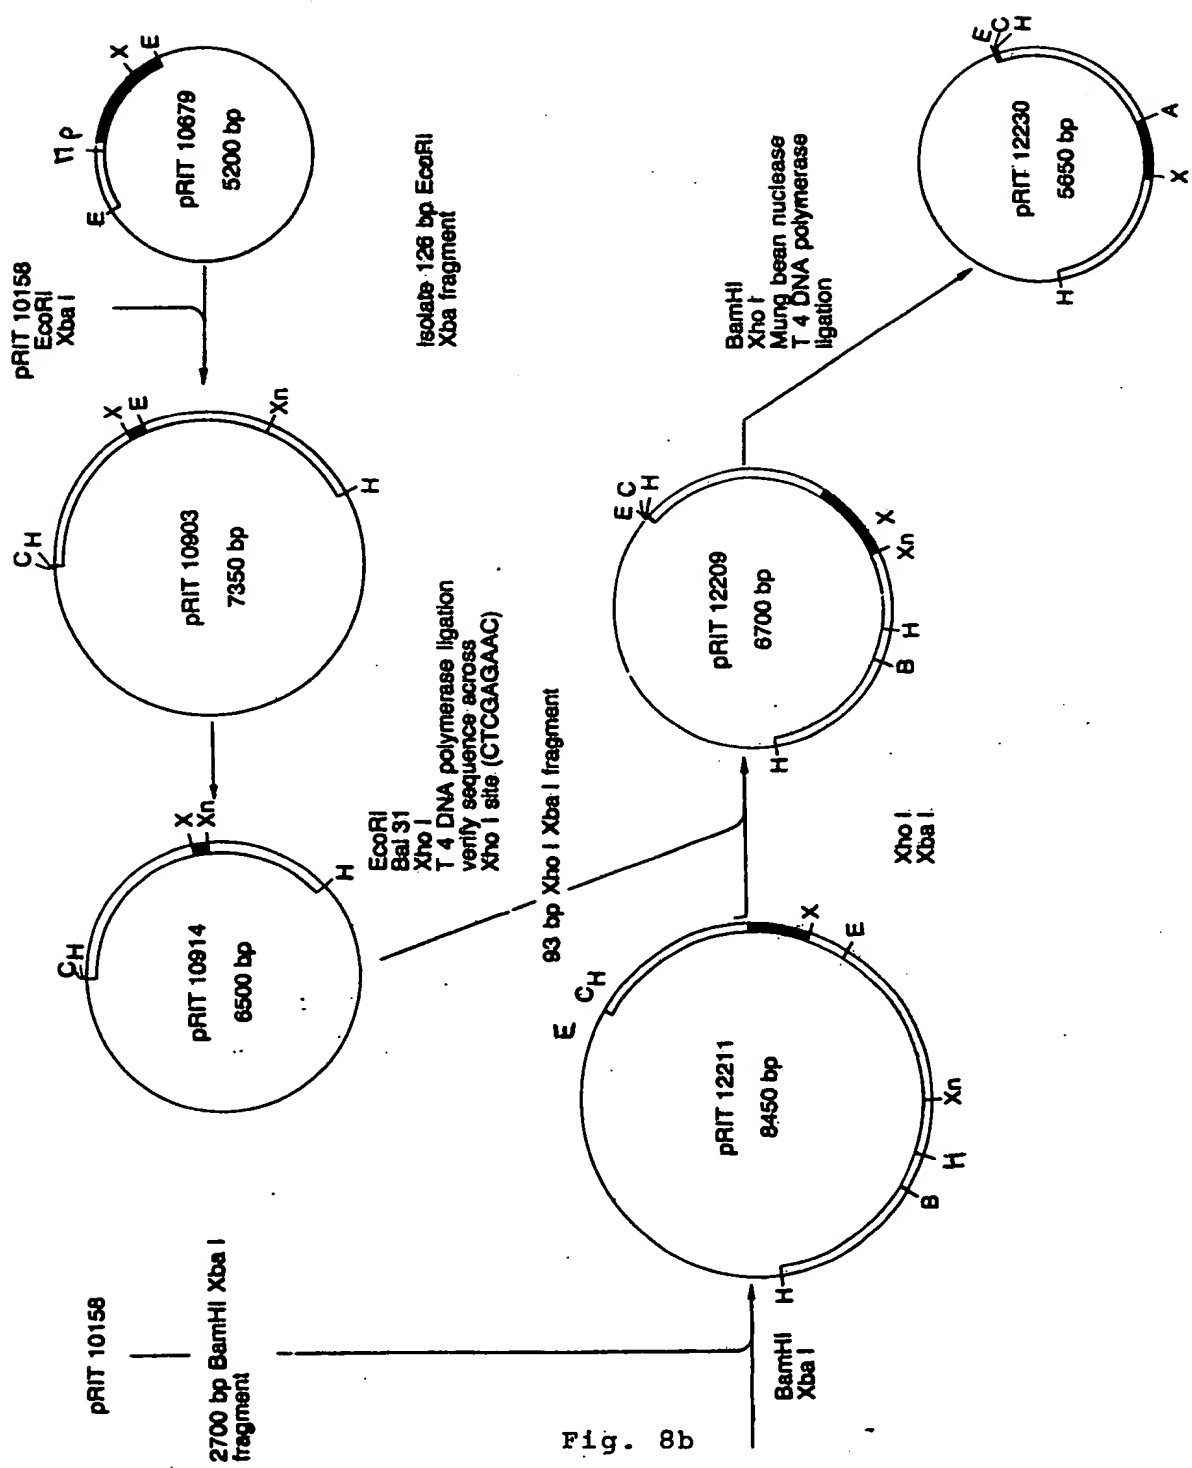 pRIT 10679
5200 bp
E
Mp
X
E
pRIT 10158
EcoRI
Xba I
Isolate 126 bp EcoRI
Xba fragment
pRIT 10903
7350 bp
C
H
X
E
Xn
H
pRIT 10914
6500 bp
C
H
X
Xn
H
EcoRI
Bal 31
Xho I
T 4 DNA polymerase ligation
verify sequence across
Xho I site (CTCGAGAAC)
93 bp Xho I Xba I fragment
pRIT 10158
2700 bp BamHI Xba I
fragment
BamHI
Xba I
pRIT 12211
8450 bp
E
C
H
X
E
Xn
H
B
H
Xho I
Xba I
pRIT 12209
6700 bp
E
C
H
X
Xn
H
B
H
BamHI
Xho I
Mung bean nuclease
T 4 DNA polymerase
ligation
pRIT 12230
5650 bp
E
C
H
A
X
H
Fig. 8b